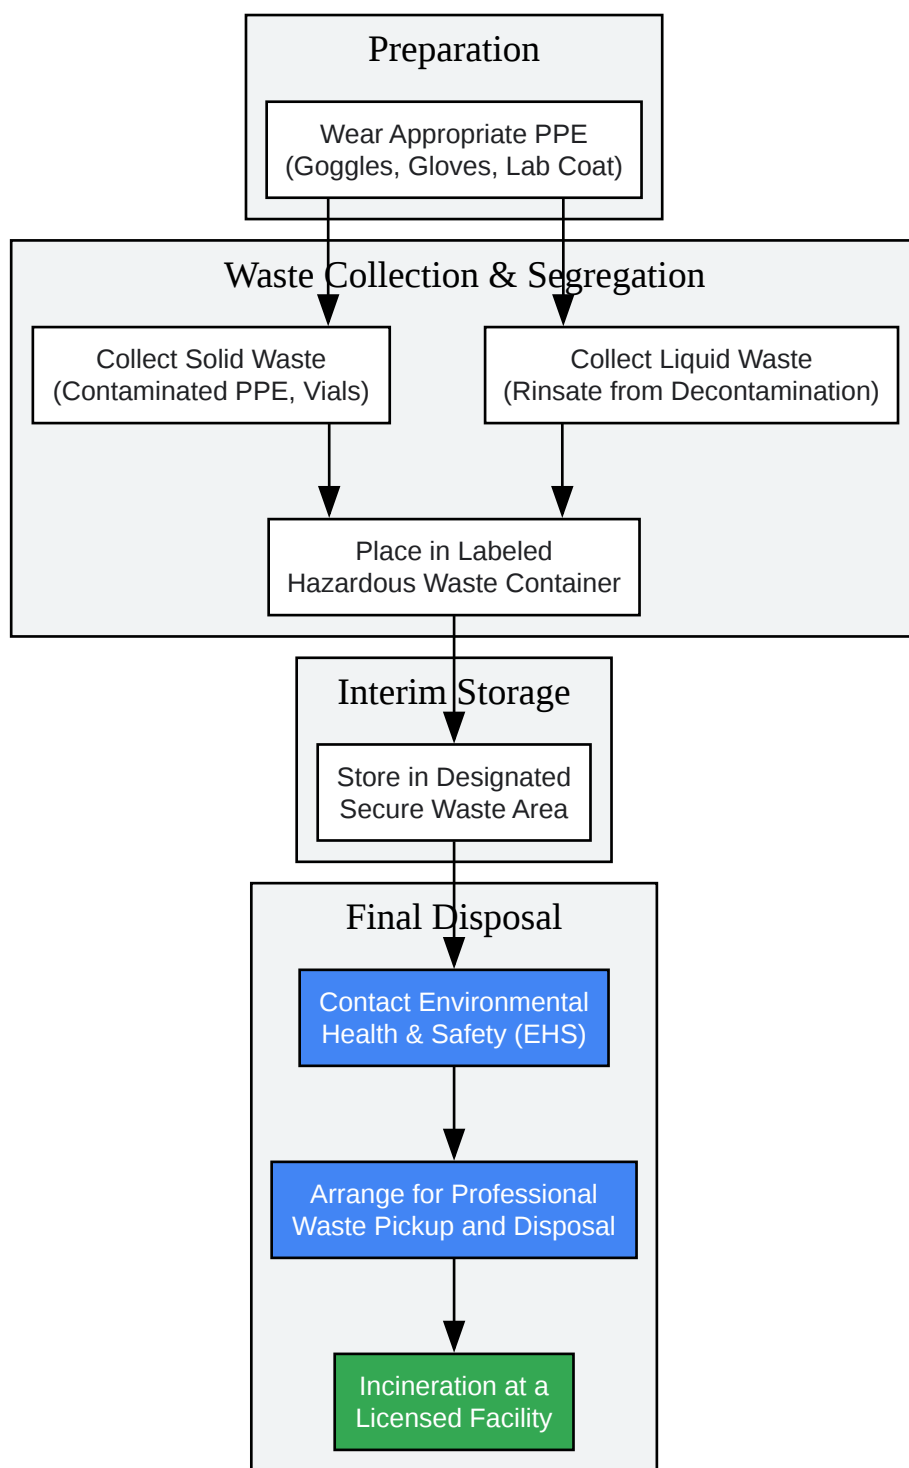 Preparation
Wear Appropriate PPE
(Goggles, Gloves, Lab Coat)
Waste Collection & Segregation
Collect Solid Waste
(Contaminated PPE, Vials)
Collect Liquid Waste
(Rinsate from Decontamination)
Place in Labeled
Hazardous Waste Container
Interim Storage
Store in Designated
Secure Waste Area
Final Disposal
Contact Environmental
Health & Safety (EHS)
Arrange for Professional
Waste Pickup and Disposal
Incineration at a
Licensed Facility